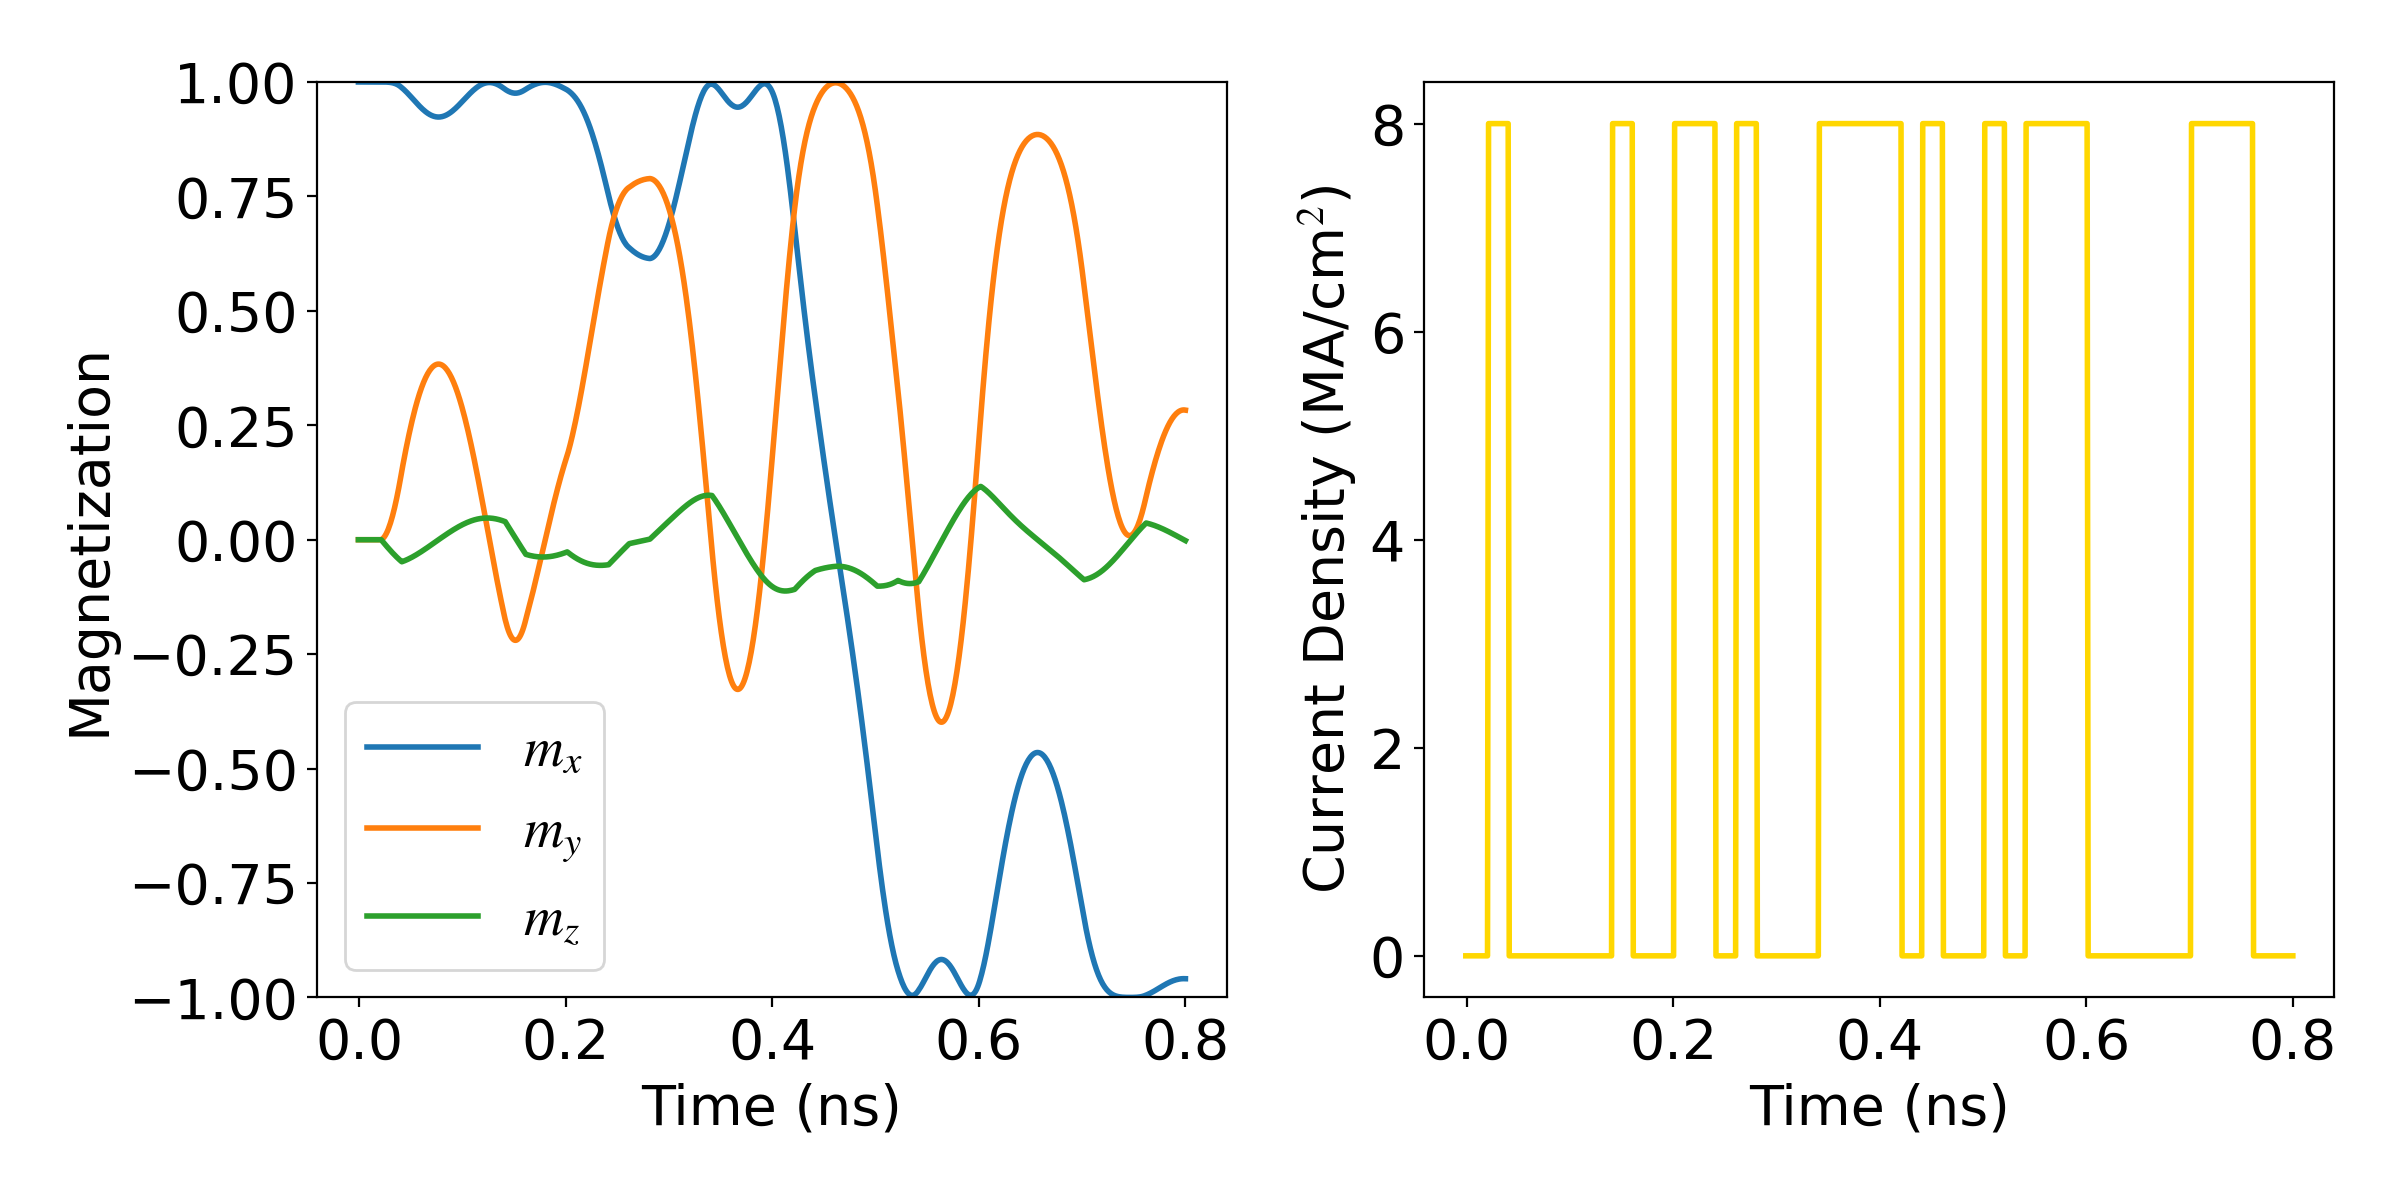 Magnetization
1.00
0.75
0.50
0.25
0.00
−0.25
−0.50
−0.75
−1.00
m_x
m_y
m_z
0.0 0.2 0.4 0.6 0.8
Time (ns)
Current Density (MA/cm²)
8
6
4
2
0
0.0 0.2 0.4 0.6 0.8
Time (ns)